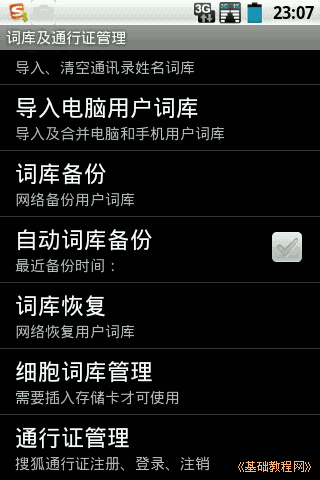 3G
23:07
词库及通行证管理
导入、清空通讯录姓名词库
导入电脑用户词库
导入及合并电脑和手机用户词库
词库备份
网络备份用户词库
自动词库备份
最近备份时间：
词库恢复
网络恢复用户词库
细胞词库管理
需要插入存储卡才可使用
通行证管理
搜狐通行证注册、登录、注销
《基础教程网》